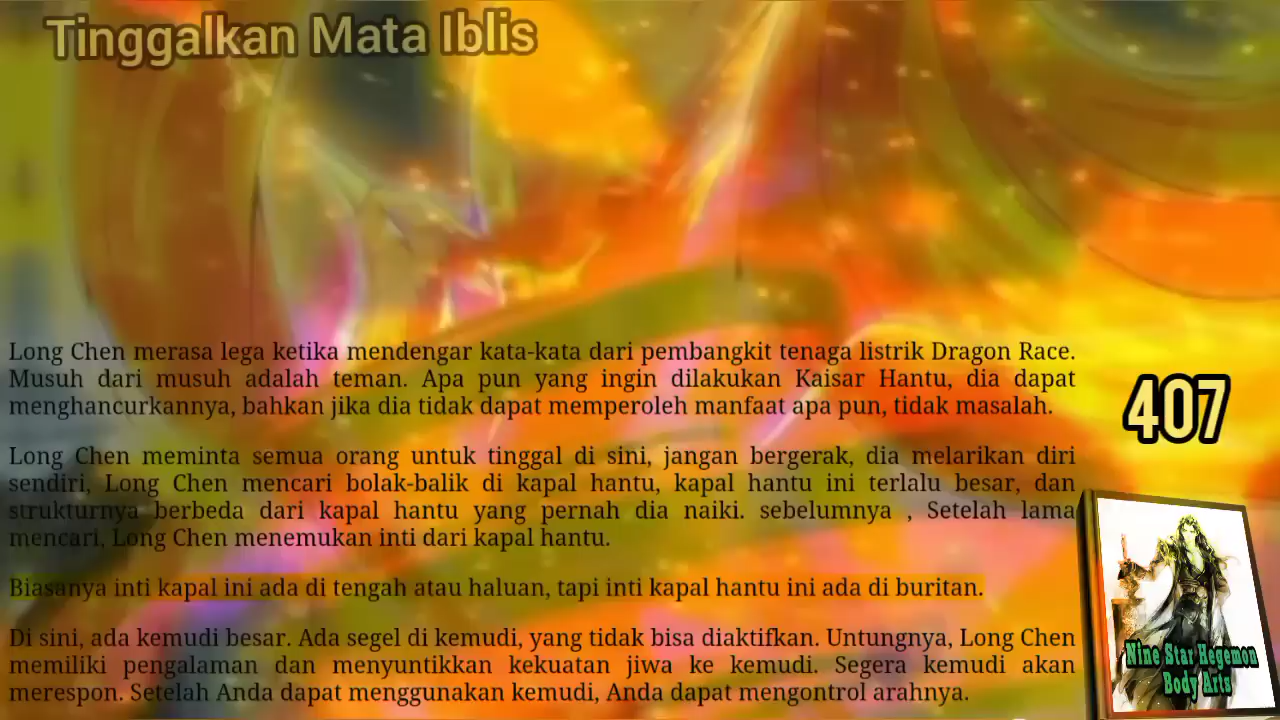 Tinggalkan Mata Iblis
Long Chen merasa lega ketika mendengar kata-kata dari pembangkit tenaga listrik Dragon Race.
Musuh dari musuh adalah teman. Apa pun yang ingin dilakukan Kaisar Hantu, dia dapat
menghancurkannya, bahkan jika dia tidak dapat memperoleh manfaat apa pun, tidak masalah.
Long Chen meminta semua orang untuk tinggal di sini, jangan bergerak, dia melarikan diri
sendiri, Long Chen mencari bolak-balik di kapal hantu, kapal hantu ini terlalu besar, dan
strukturnya berbeda dari kapal hantu yang pernah dia naiki. sebelumnya , Setelah lama
mencari, Long Chen menemukan inti dari kapal hantu.
Biasanya inti kapal ini ada di tengah atau haluan, tapi inti kapal hantu ini ada di buritan.
Di sini, ada kemudi besar. Ada segel di kemudi, yang tidak bisa diaktifkan. Untungnya, Long Chen
memiliki pengalaman dan menyuntikkan kekuatan jiwa ke kemudi. Segera kemudi akan
merespon. Setelah Anda dapat menggunakan kemudi, Anda dapat mengontrol arahnya.
407
Nine Star Hegemon
Body Arts